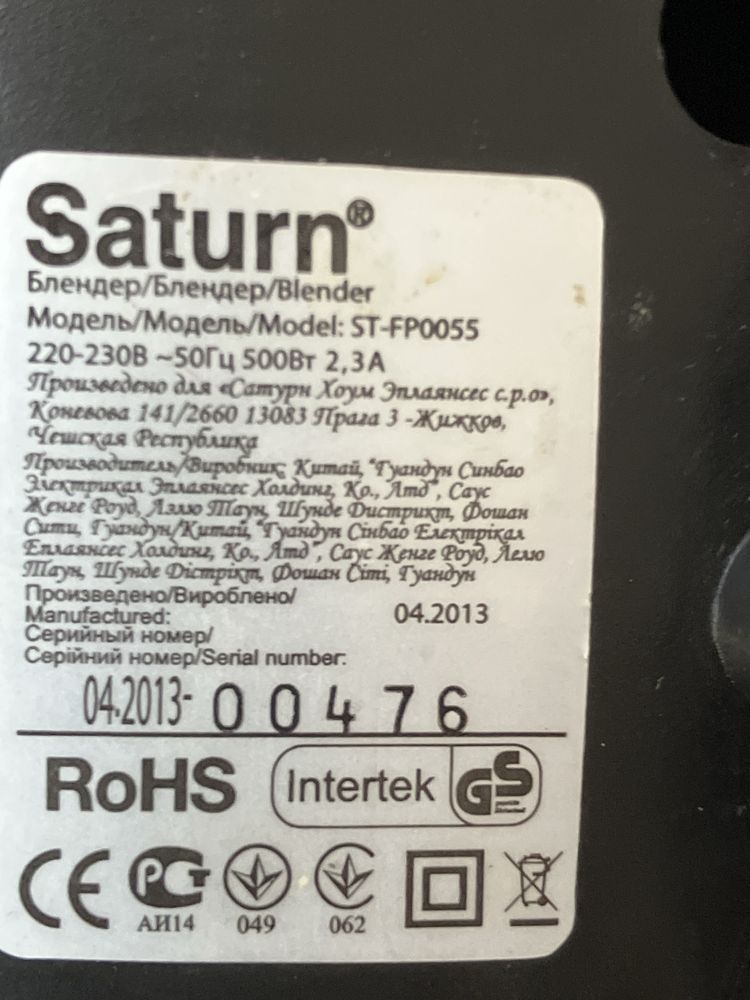 Saturn®
Блендер/Блендер/Blender
Модель/Модель/Model: ST-FP0055
220-230В ~50Гц 500Вт 2,3А
Произведено для «Сатурн Хоум Эплаянсес с.р.о»,
Коневова 141/2660 13083 Прага 3 -Жижков,
Чешская Республика
Производитель/Виробник: Китай, "Гуандун Синбао
Электрикал Эплаянсес Холдинг, Ко., Лтд", Саус
Женге Роуд, Лэлю Таун, Шунде Дистрикт, Фошан
Сити, Гуандун/Китай, "Гуандун Сінбао Електрікал
Еплаянсес Холдинг, Ко., Лтд", Саус Женге Роуд, Лелю
Таун, Шунде Дістрікт, Фошан Сіті, Гуандун
Произведено/Вироблено/
Manufactured: 04.2013
Серийный номер/
Серійний номер/Serial number:
04.2013- 00476
RoHS Intertek GS
CE РСТ
АИ14 049 062